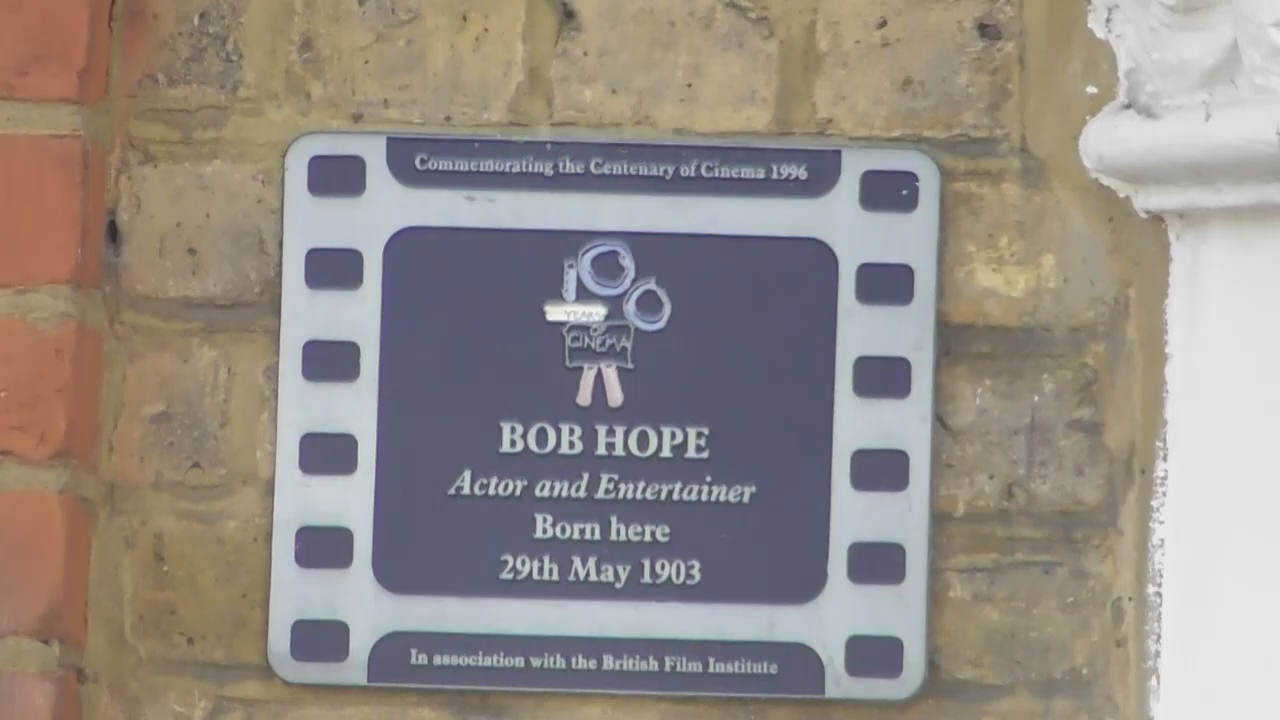 Commemorating the Centenary of Cinema 1996
100
YEARS
OF
CINEMA
BOB HOPE
Actor and Entertainer
Born here
29th May 1903
In association with the British Film Institute